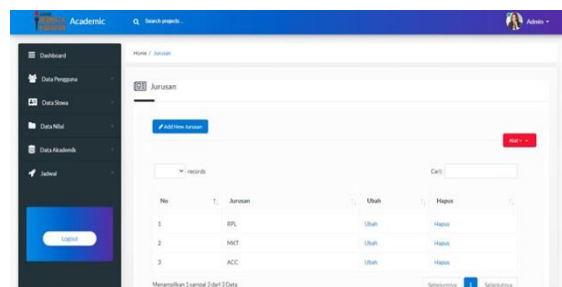 Academic
Search projects...
Admin
Dashboard
Home / Jurusan
Data Pengguna
Jurusan
Data Siswa
Data Nilai
Add New Jurusan
Data Akademik
Alat
Jadwal
records
Cari:
No Jurusan Ubah Hapus
1 RPL Ubah Hapus
2 MKT Ubah Hapus
3 ACC Ubah Hapus
Logout
Menampilkan 1 sampai 3 dari 3 Data
Sebelumnya 1 Selanjutnya